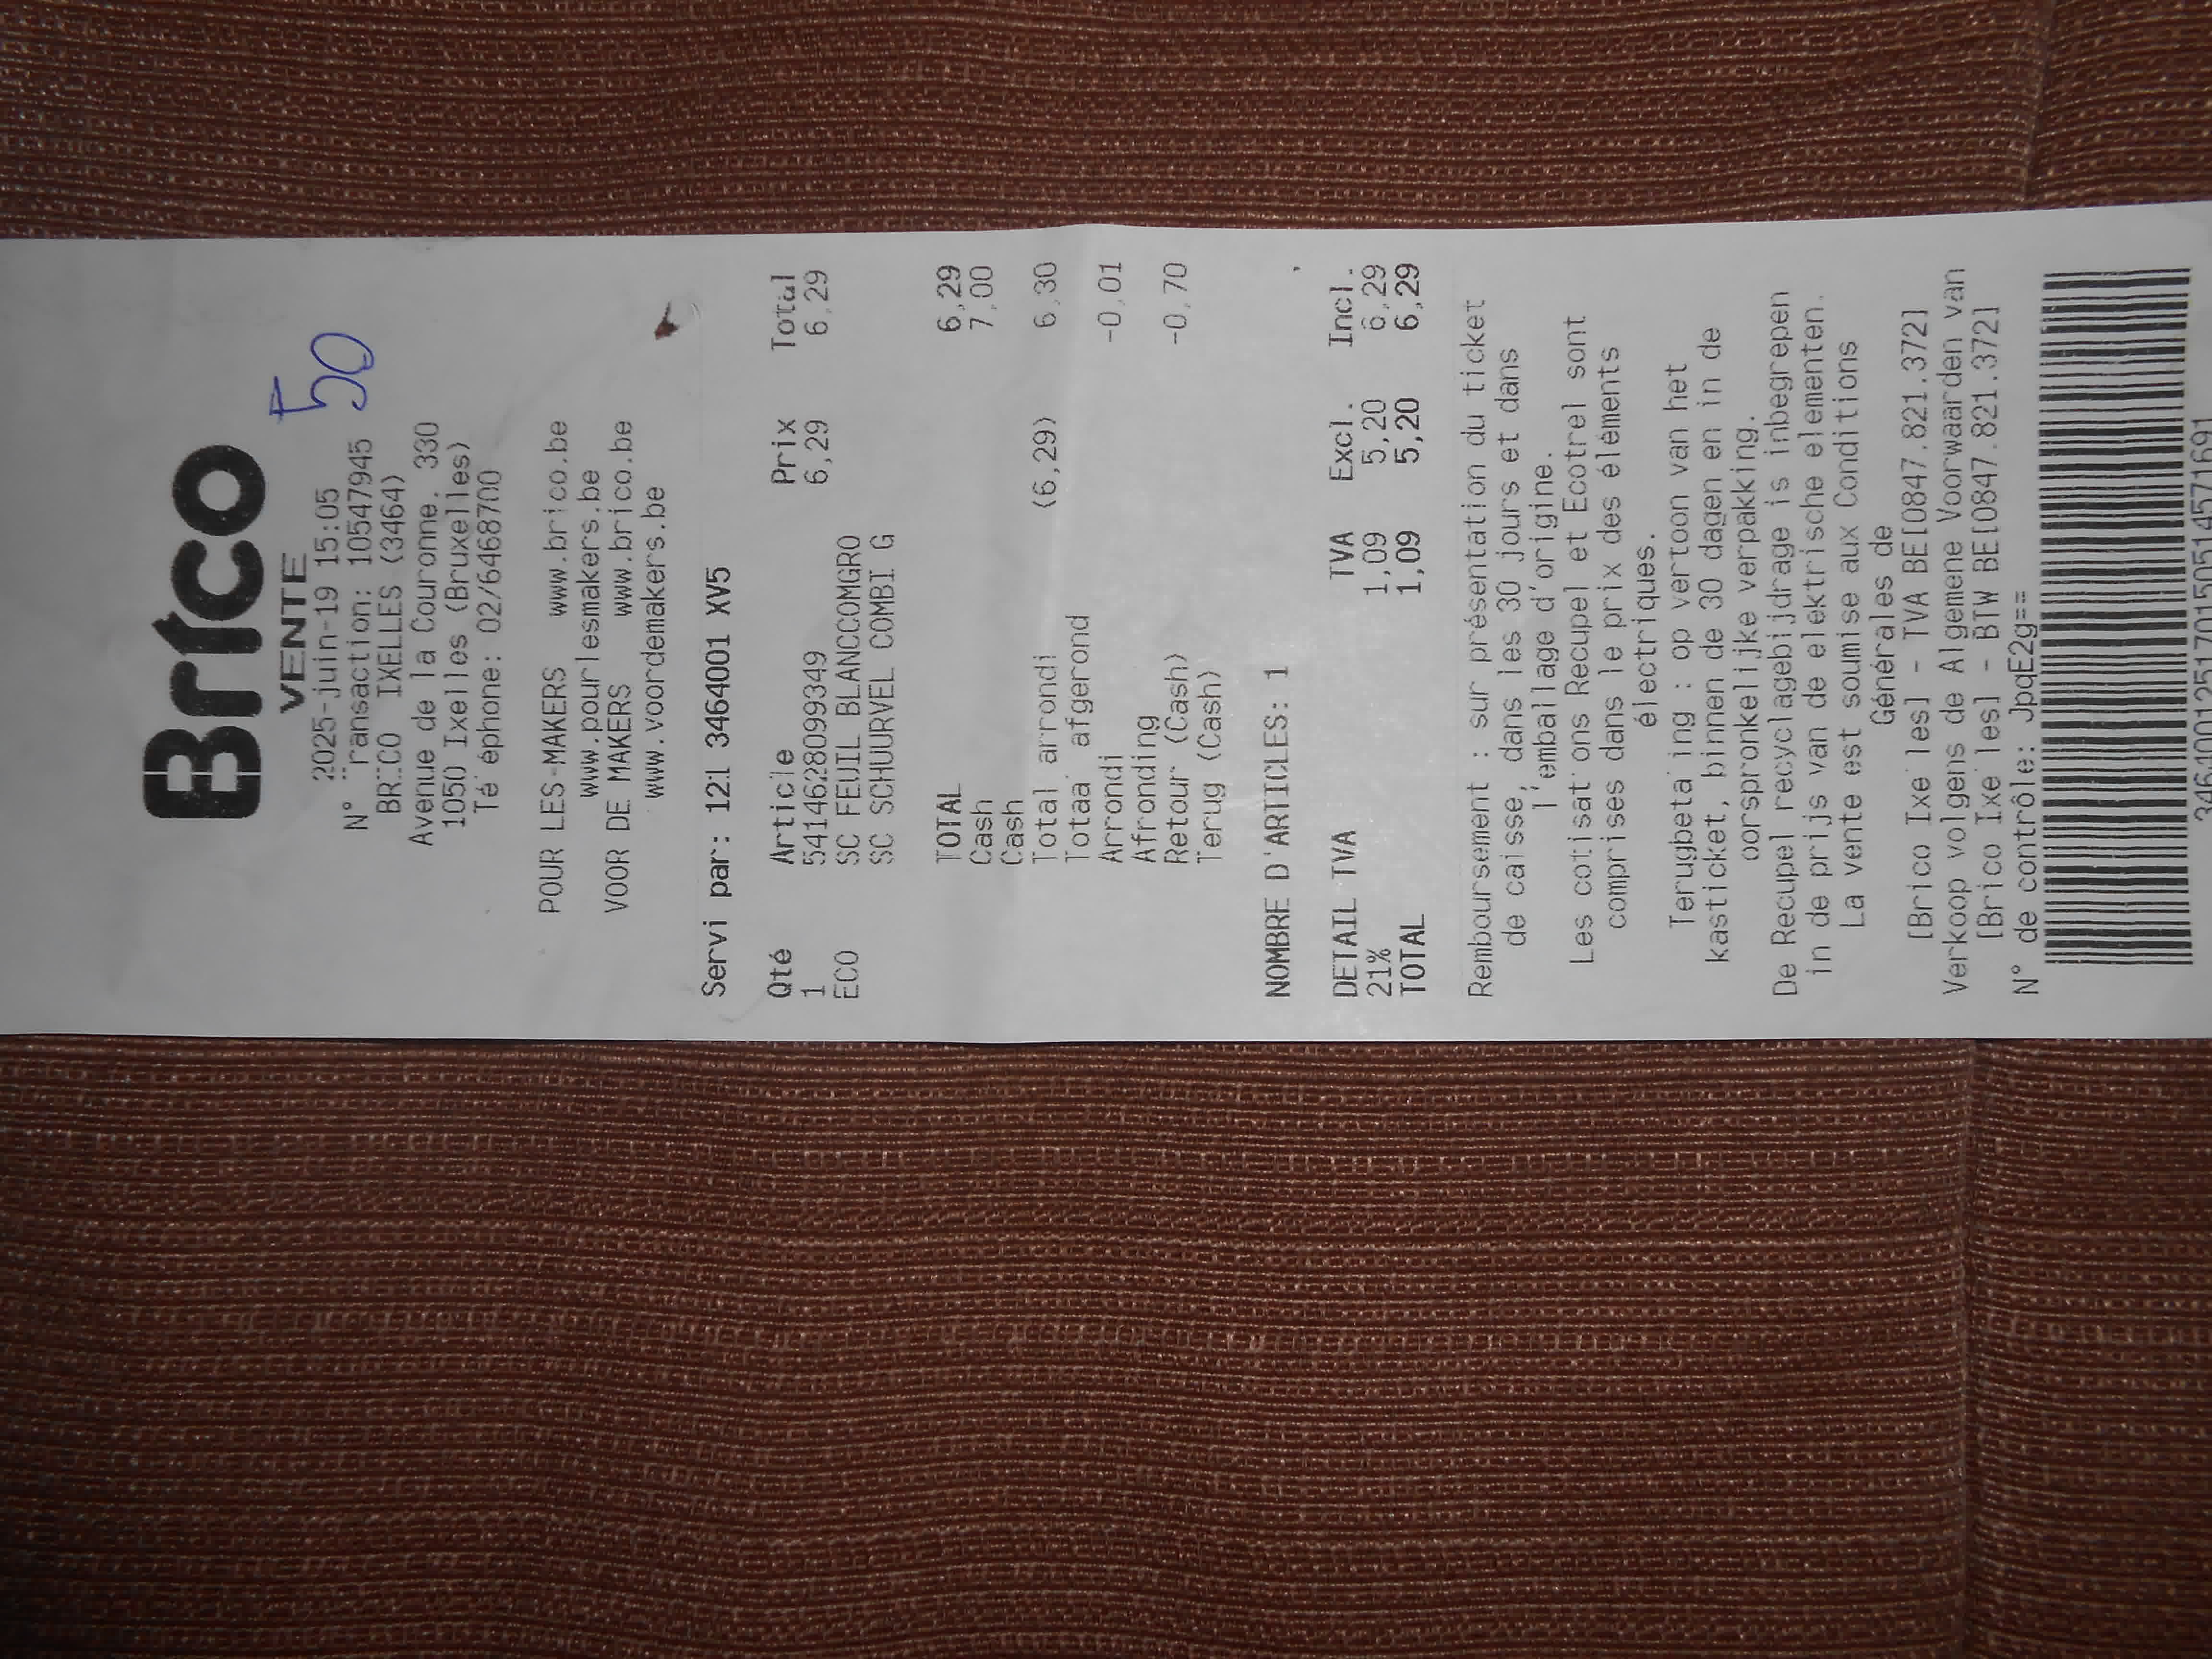 Brico
VENTE
2025-juin-19 15:05
N° Transaction: 10547945
50
BRICO IXELLES (3464)
Avenue de la Couronne, 330
1050 Ixelles (Bruxelles)
Téléphone: 02/6468700
POUR LES-MAKERS www.brico.be
www.pourlesmakers.be
VOOR DE MAKERS www.brico.be
www.voordemakers.be
Servi par: 121 3464001 XV5
Qté Article Prix Total
1 5414628099349 6,29 6,29
ECO SC FEUIL BLANCCOMGRO
SC SCHUURVEL COMBI G
TOTAL 6,29
Cash 7,00
Cash
Total arrondi (6,29) 6,30
Totaal afgerond
Arrondi -0,01
Afronding
Retour (Cash) -0,70
Terug (Cash)
NOMBRE D'ARTICLES: 1
DETAIL TVA TVA Excl. Incl.
21% 1,09 5,20 6,29
TOTAL 1,09 5,20 6,29
Remboursement : sur présentation du ticket
de caisse, dans les 30 jours et dans
l'emballage d'origine.
Les cotisations Recupel et Ecotrel sont
comprises dans le prix des éléments
électriques.
Terugbetaling : op vertoon van het
kasticket, binnen de 30 dagen en in de
oorspronkelijke verpakking.
De Recupel recyclagebijdrage is inbegrepen
in de prijs van de elektrische elementen.
La vente est soumise aux Conditions
Générales de
[Brico Ixelles] - TVA BE[0847.821.372]
Verkoop volgens de Algemene Voorwaarden van
[Brico Ixelles] - BTW BE[0847.821.372]
N° de contrôle: JpqE2g==